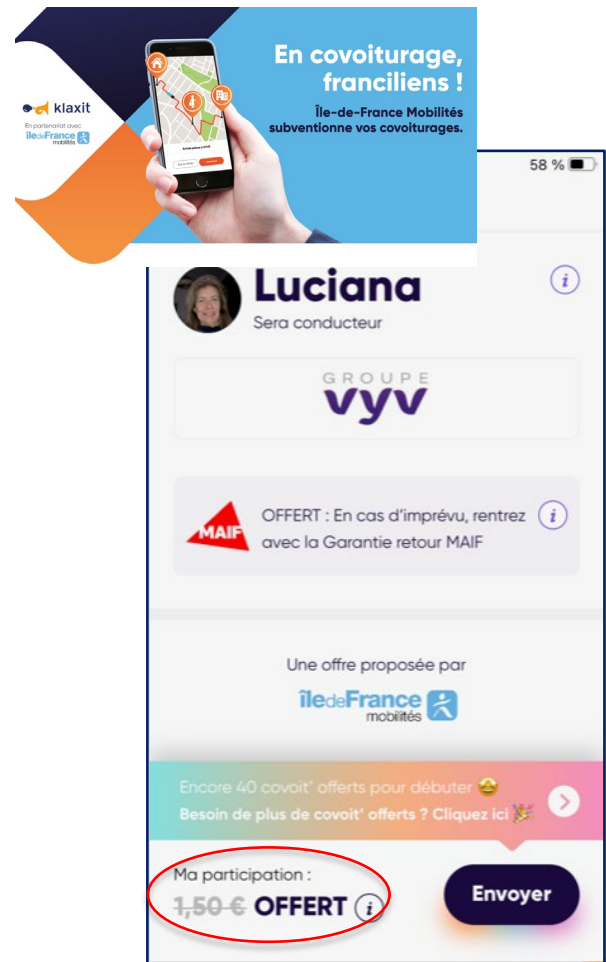 En covoiturage,
franciliens !
Île-de-France Mobilités
subventionne vos covoiturages.
klaxit
En partenariat avec
îledeFrance
mobilités
58 %
Luciana
Sera conducteur
GROUPE
vyv
MAIF
OFFERT : En cas d'imprévu, rentrez
avec la Garantie retour MAIF
Une offre proposée par
îledeFrance
mobilités
Encore 40 covoit' offerts pour débuter 🤩
Besoin de plus de covoit' offerts ? Cliquez ici 🎉
Ma participation :
1,50 € OFFERT
Envoyer